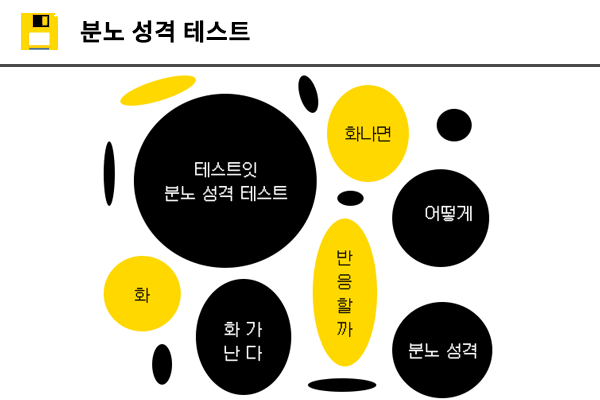 분노 성격 테스트
테스트잇
분노 성격 테스트
화나면
어떻게
반
응
할
까
화
화 가
난 다
분노 성격